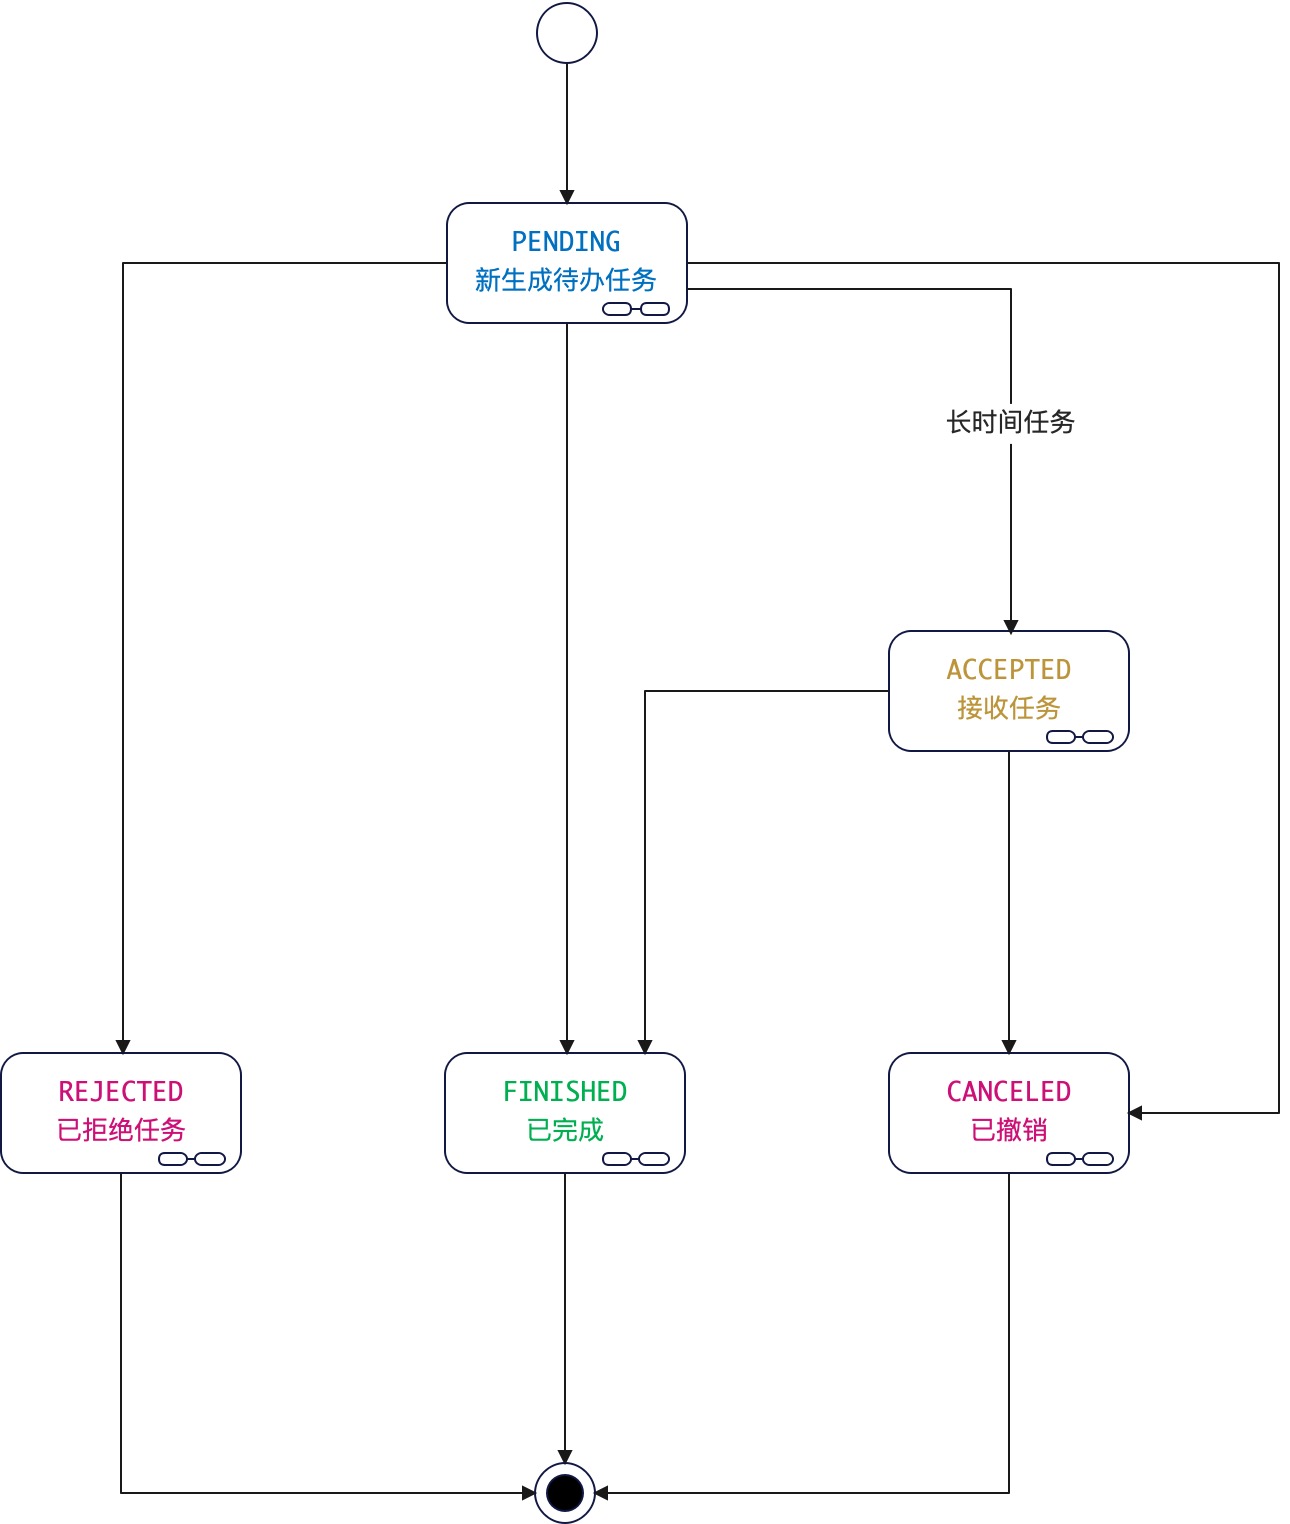 PENDING
新生成待办任务
长时间任务
ACCEPTED
接收任务
REJECTED
已拒绝任务
FINISHED
已完成
CANCELED
已撤销